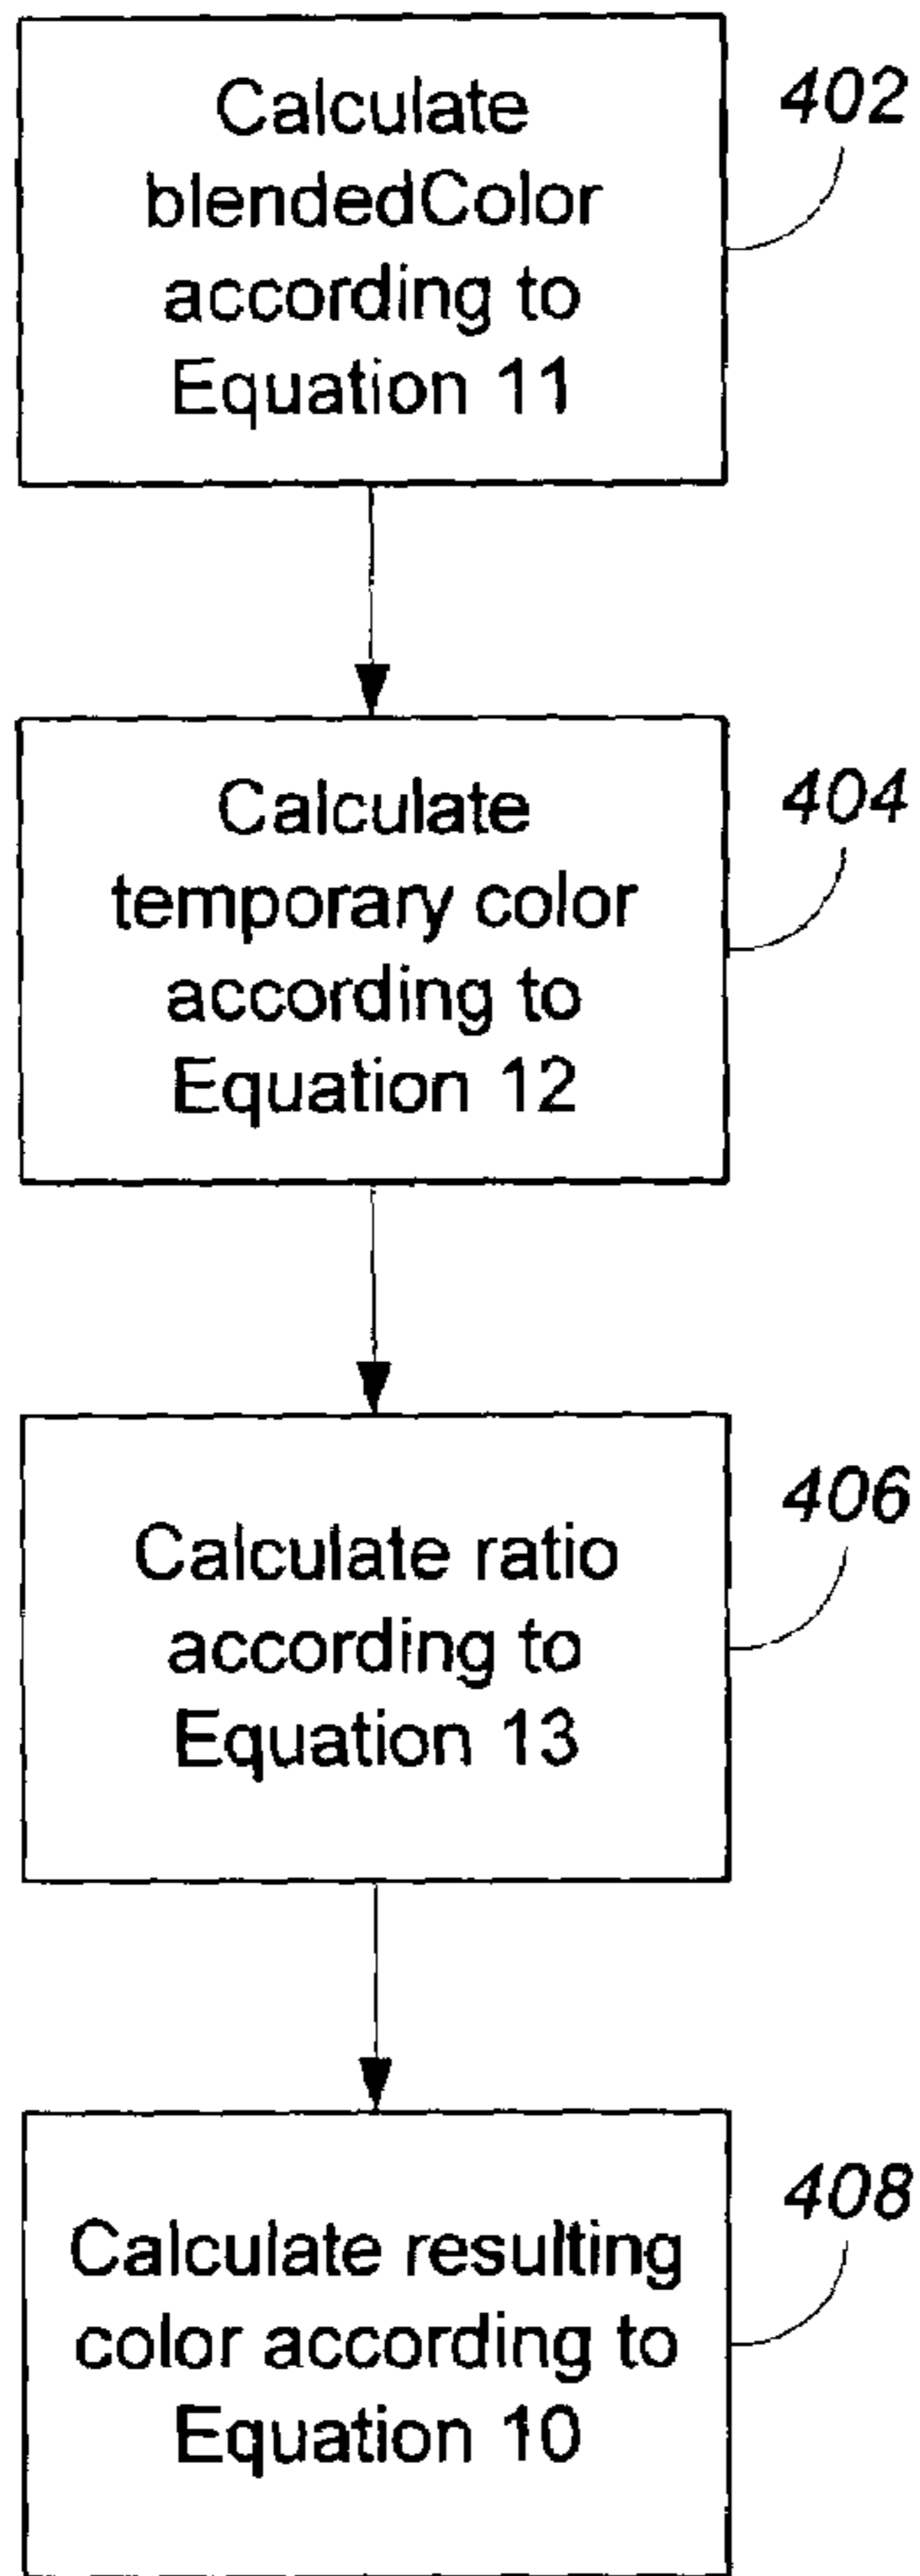 Calculate
blendedColor
according to
Equation 11
402
Calculate
temporary color
according to
Equation 12
404
Calculate ratio
according to
Equation 13
406
Calculate resulting
color according to
Equation 10
408